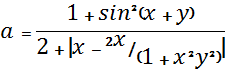 a = 1 + sin²(x + y)
2 + |x − 2x/(1 + x²y²)|